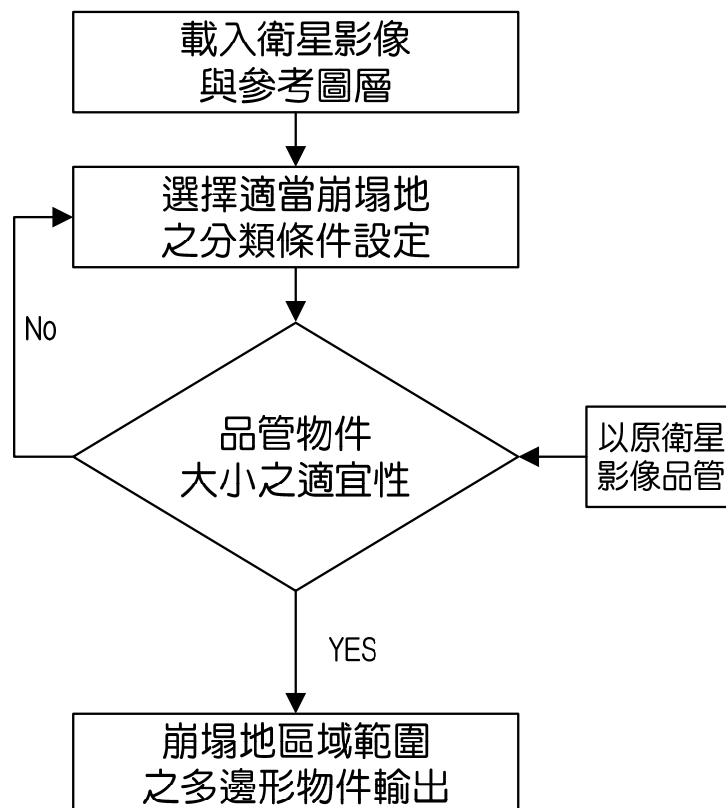 載入衛星影像
與參考圖層
選擇適當崩塌地
之分類條件設定
No
品管物件
大小之適宜性
以原衛星
影像品管
YES
崩塌地區域範圍
之多邊形物件輸出